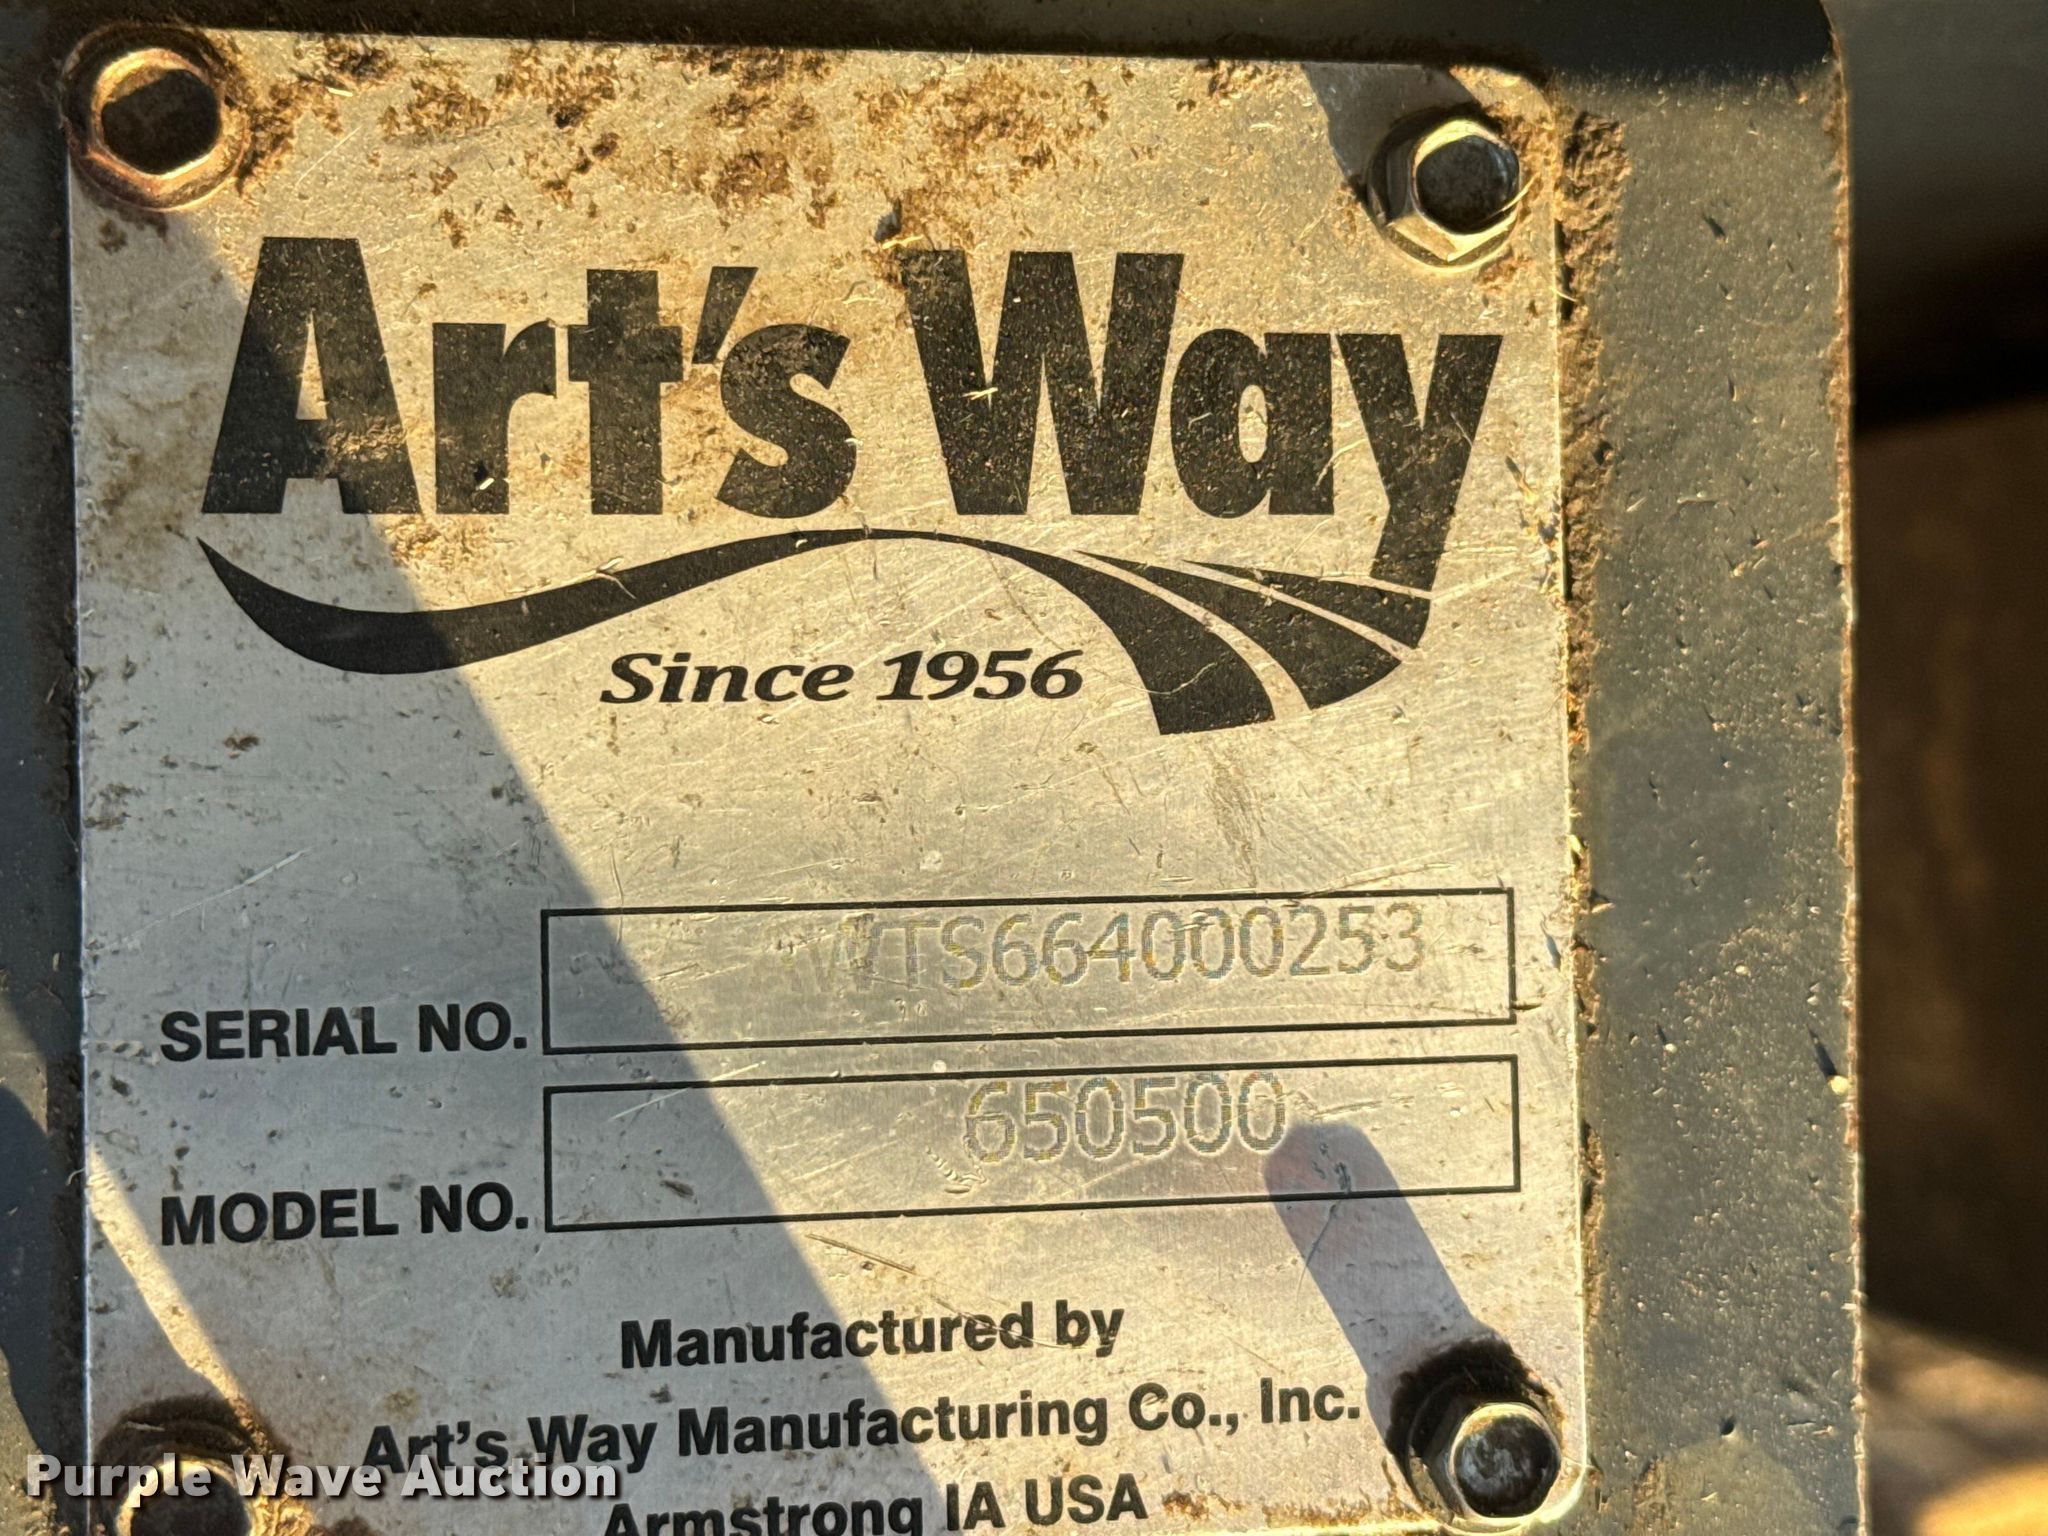 Art's Way
Since 1956
SERIAL NO. WTS664000253
MODEL NO. 650500
Manufactured by
Art's Way Manufacturing Co., Inc.
Armstrong IA USA
Purple Wave Auction